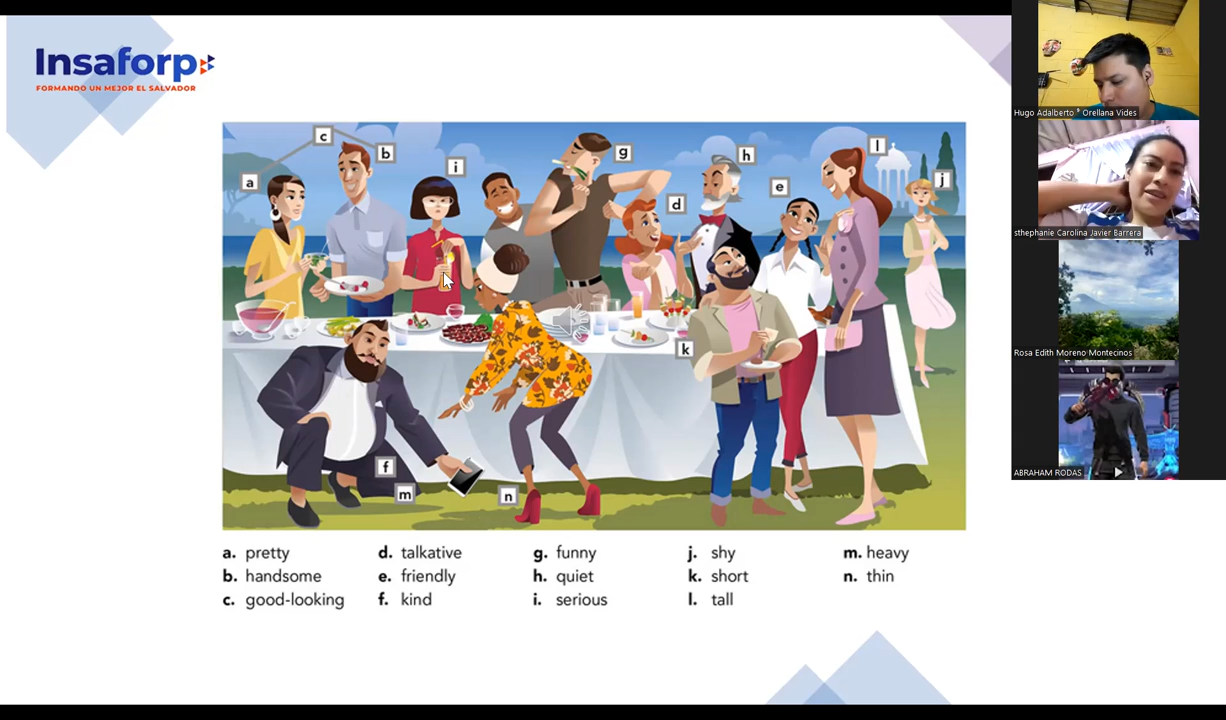 Insaforp
FORMANDO UN MEJOR EL SALVADOR
c
b
a
i
g
h
l
e
j
d
k
f
m
n
a. pretty
b. handsome
c. good-looking
d. talkative
e. friendly
f. kind
g. funny
h. quiet
i. serious
j. shy
k. short
l. tall
m. heavy
n. thin
Hugo Adalberto * Orellana Vides
sthephanie Carolina Javier Barrera
Rosa Edith Moreno Montecinos
ABRAHAM RODAS